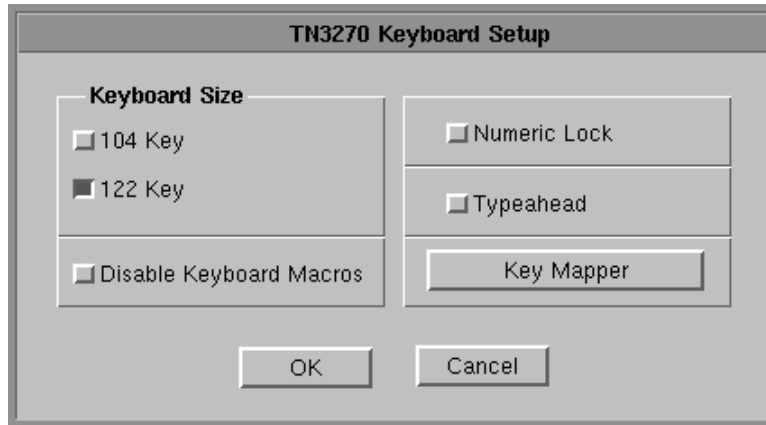 TN3270 Keyboard Setup
Keyboard Size
104 Key
122 Key
Disable Keyboard Macros
Numeric Lock
Typeahead
Key Mapper
OK
Cancel